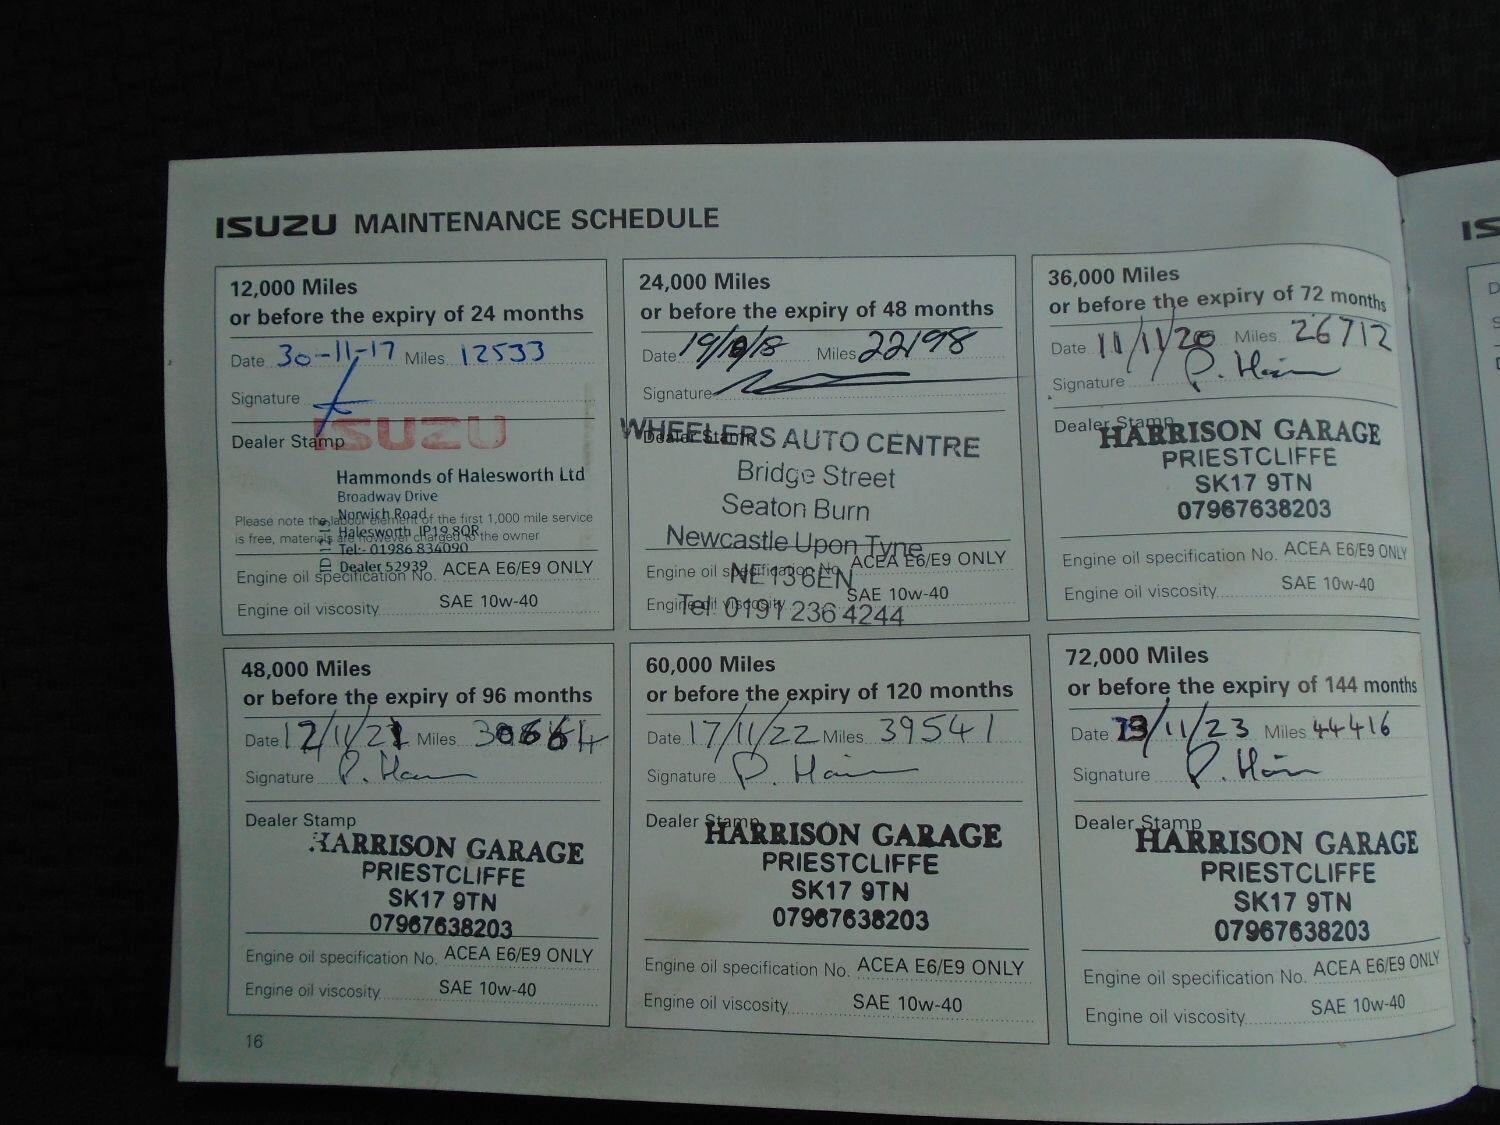 ISUZU MAINTENANCE SCHEDULE
12,000 Miles
or before the expiry of 24 months
Date 30-11-17 Miles 12533
Signature
Dealer Stamp
ISUZU
Hammonds of Halesworth Ltd
Broadway Drive
Norwich Road
Halesworth IP19 8QR
Tel:- 01986 834090
Dealer 52939
Please note the labour element of the first 1,000 mile service
is free, materials are however charged to the owner
Engine oil specification No. ACEA E6/E9 ONLY
Engine oil viscosity SAE 10w-40
24,000 Miles
or before the expiry of 48 months
Date 19/10/18 Miles 22198
Signature
Dealer Stamp
WHEELERS AUTO CENTRE
Bridge Street
Seaton Burn
Newcastle Upon Tyne
NE13 6EN
Tel: 0191 236 4244
Engine oil specification No. ACEA E6/E9 ONLY
Engine oil viscosity SAE 10w-40
36,000 Miles
or before the expiry of 72 months
Date 11/11/20 Miles 26712
Signature
Dealer Stamp
HARRISON GARAGE
PRIESTCLIFFE
SK17 9TN
07967638203
Engine oil specification No. ACEA E6/E9 ONLY
Engine oil viscosity SAE 10w-40
48,000 Miles
or before the expiry of 96 months
Date 12/11/21 Miles
Signature
Dealer Stamp
HARRISON GARAGE
PRIESTCLIFFE
SK17 9TN
07967638203
Engine oil specification No. ACEA E6/E9 ONLY
Engine oil viscosity SAE 10w-40
60,000 Miles
or before the expiry of 120 months
Date 17/11/22 Miles 39541
Signature
Dealer Stamp
HARRISON GARAGE
PRIESTCLIFFE
SK17 9TN
07967638203
Engine oil specification No. ACEA E6/E9 ONLY
Engine oil viscosity SAE 10w-40
72,000 Miles
or before the expiry of 144 months
Date /11/23 Miles 44416
Signature
Dealer Stamp
HARRISON GARAGE
PRIESTCLIFFE
SK17 9TN
07967638203
Engine oil specification No. ACEA E6/E9 ONLY
Engine oil viscosity SAE 10w-40
16